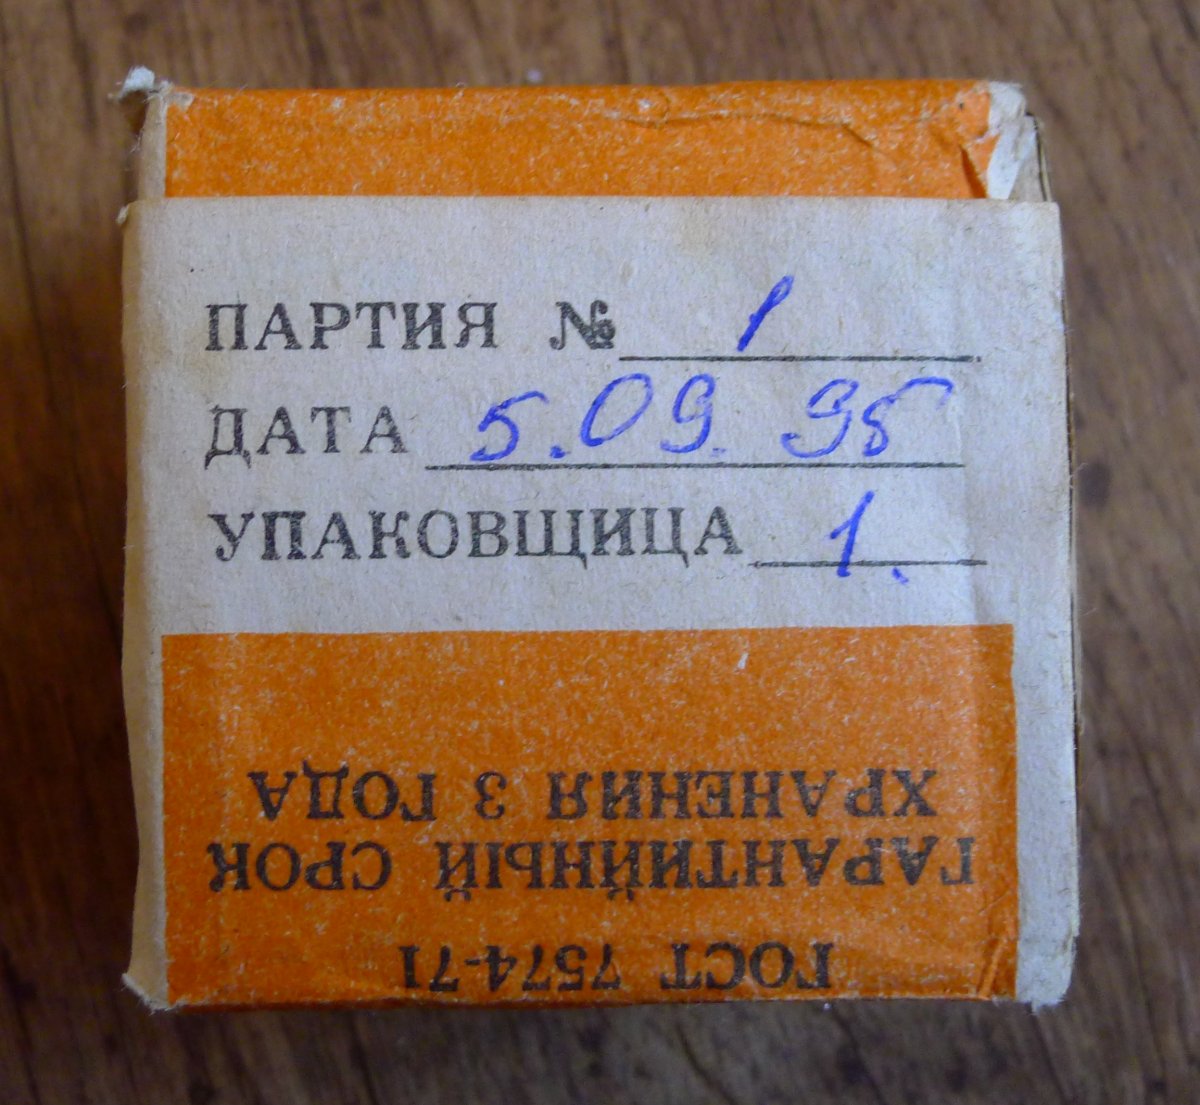 ПАРТИЯ № 1
ДАТА 5.09.95
УПАКОВЩИЦА 1.
ГОСТ 7574-71
ГАРАНТИЙНЫЙ СРОК
ХРАНЕНИЯ 3 ГОДА